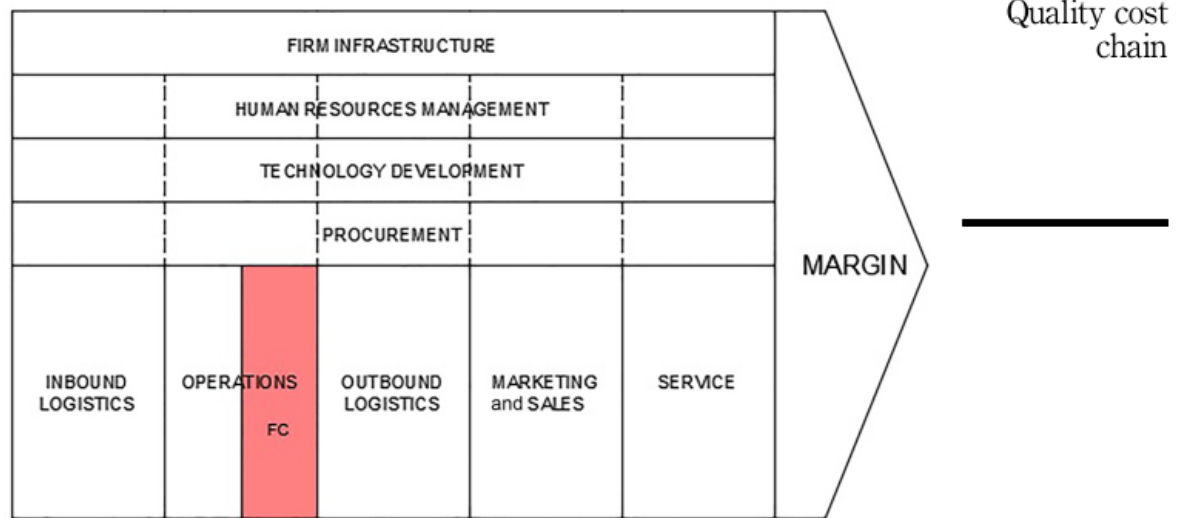 Quality cost
chain
FIRM INFRASTRUCTURE
HUMAN RESOURCES MANAGEMENT
TECHNOLOGY DEVELOPMENT
PROCUREMENT
MARGIN
INBOUND
LOGISTICS
OPERATIONS
FC
OUTBOUND
LOGISTICS
MARKETING
and SALES
SERVICE